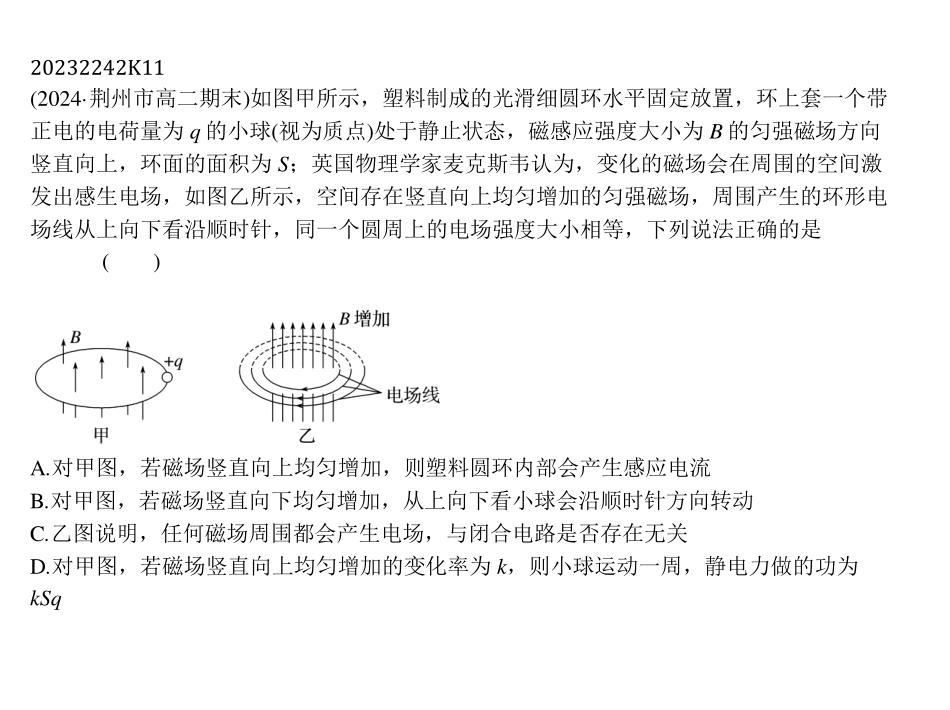 20232242K11
(2024·荆州市高二期末)如图甲所示，塑料制成的光滑细圆环水平固定放置，环上套一个带
正电的电荷量为 q 的小球(视为质点)处于静止状态，磁感应强度大小为 B 的匀强磁场方向
竖直向上，环面的面积为 S；英国物理学家麦克斯韦认为，变化的磁场会在周围的空间激
发出感生电场，如图乙所示，空间存在竖直向上均匀增加的匀强磁场，周围产生的环形电
场线从上向下看沿顺时针，同一个圆周上的电场强度大小相等，下列说法正确的是
(　　)
B 增加
B
+q
电场线
甲
乙
A.对甲图，若磁场竖直向上均匀增加，则塑料圆环内部会产生感应电流
B.对甲图，若磁场竖直向下均匀增加，从上向下看小球会沿顺时针方向转动
C.乙图说明，任何磁场周围都会产生电场，与闭合电路是否存在无关
D.对甲图，若磁场竖直向上均匀增加的变化率为 k，则小球运动一周，静电力做的功为
kSq